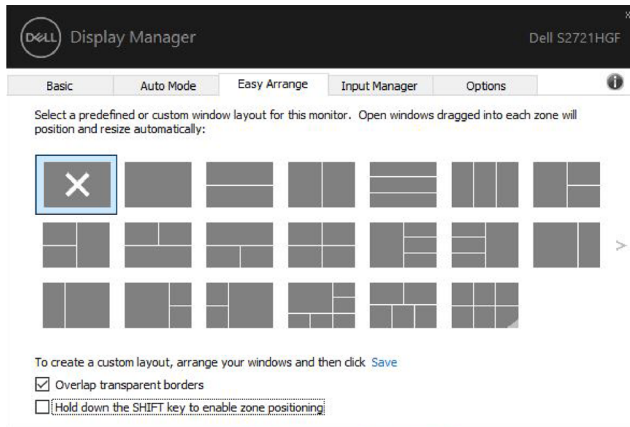 DELL Display Manager
Dell S2721HGF
Basic
Auto Mode
Easy Arrange
Input Manager
Options
Select a predefined or custom window layout for this monitor. Open windows dragged into each zone will
position and resize automatically:
To create a custom layout, arrange your windows and then click Save
Overlap transparent borders
Hold down the SHIFT key to enable zone positioning